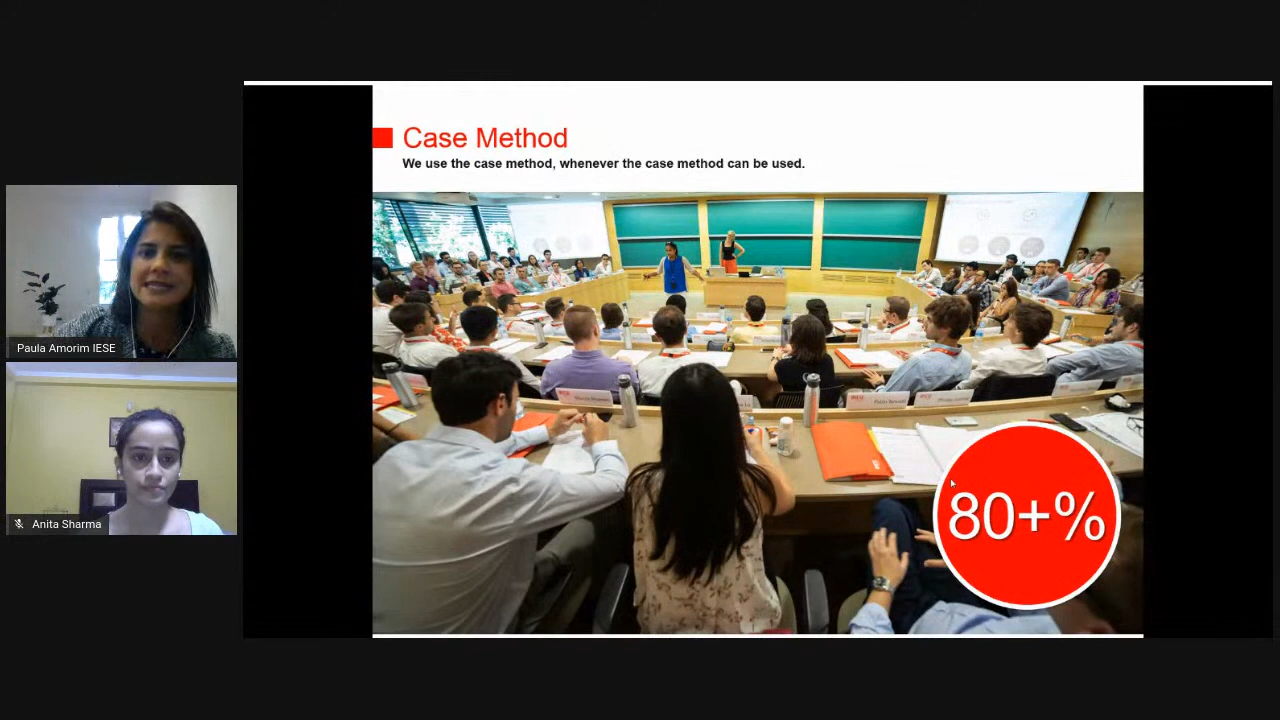 Case Method
We use the case method, whenever the case method can be used.
Paula Amorim IESE
Anita Sharma
80+%